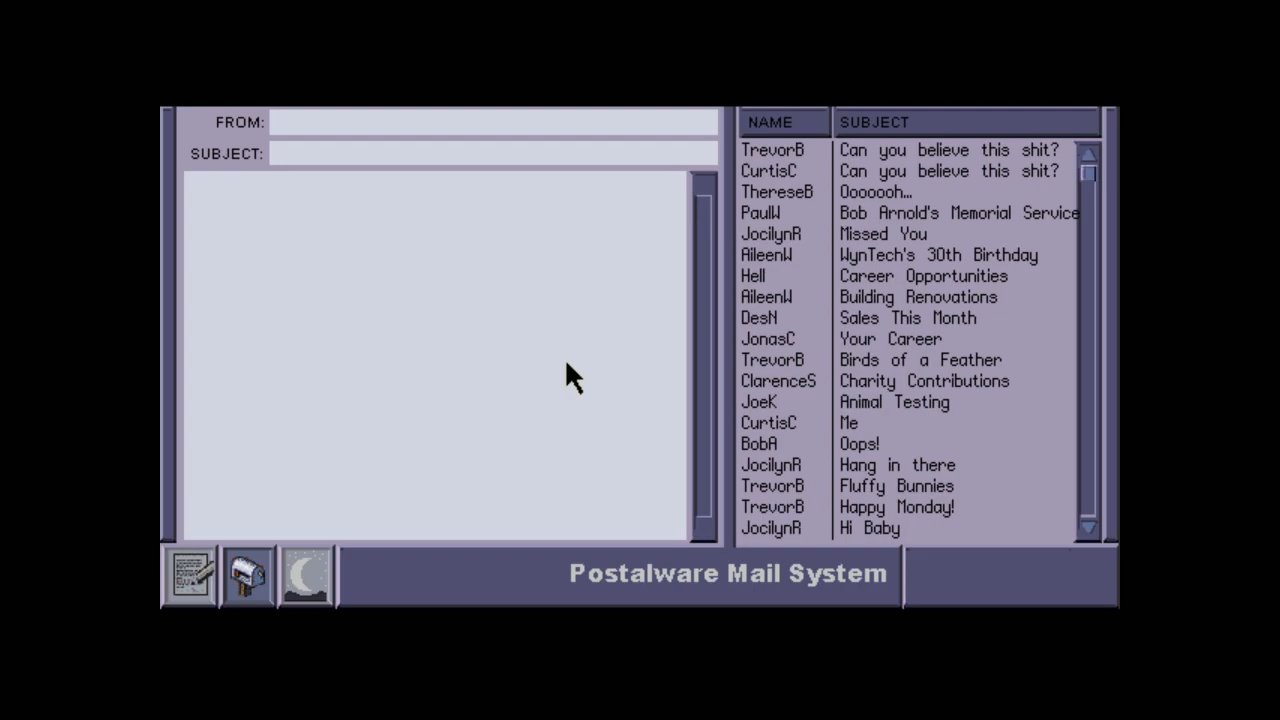 FROM:
SUBJECT:
NAME SUBJECT
TrevorB Can you believe this shit?
CurtisC Can you believe this shit?
ThereseB Ooooooh...
PaulW Bob Arnold's Memorial Service
JocilynR Missed You
AileenW WynTech's 30th Birthday
Hell Career Opportunities
AileenW Building Renovations
DesN Sales This Month
JonasC Your Career
TrevorB Birds of a Feather
ClarenceS Charity Contributions
JoeK Animal Testing
CurtisC Me
BobA Oops!
JocilynR Hang in there
TrevorB Fluffy Bunnies
TrevorB Happy Monday!
JocilynR Hi Baby
Postalware Mail System